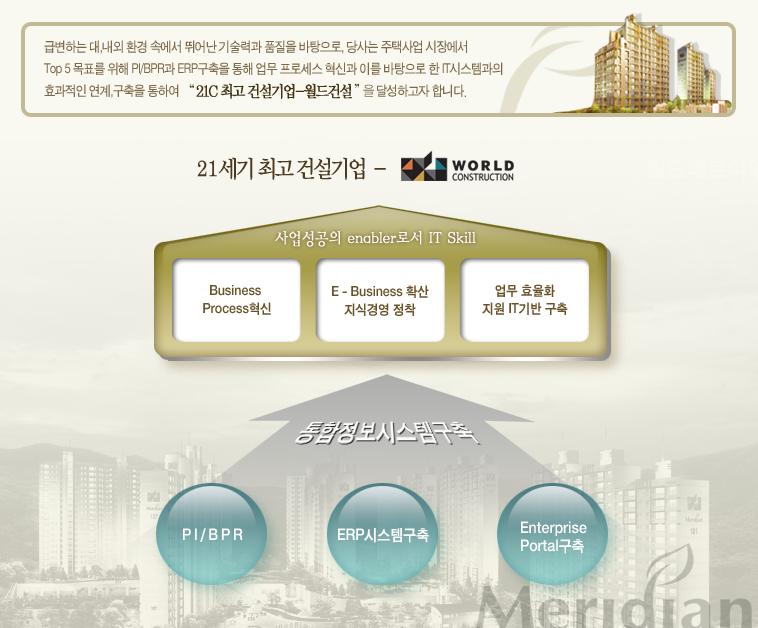 급변하는 대,내외 환경 속에서 뛰어난 기술력과 품질을 바탕으로, 당사는 주택사업 시장에서
Top 5 목표를 위해 PI/BPR과 ERP구축을 통해 업무 프로세스 혁신과 이를 바탕으로 한 IT시스템과의
효과적인 연계,구축을 통하여 “21C 최고 건설기업-월드건설” 을 달성하고자 합니다.
21세기 최고 건설기업 -
WORLD
CONSTRUCTION
사업성공의 enabler로서 IT Skill
Business
Process혁신
E - Business 확산
지식경영 정착
업무 효율화
지원 IT기반 구축
통합정보시스템구축
PI/BPR
ERP시스템구축
Enterprise
Portal구축
Meridian